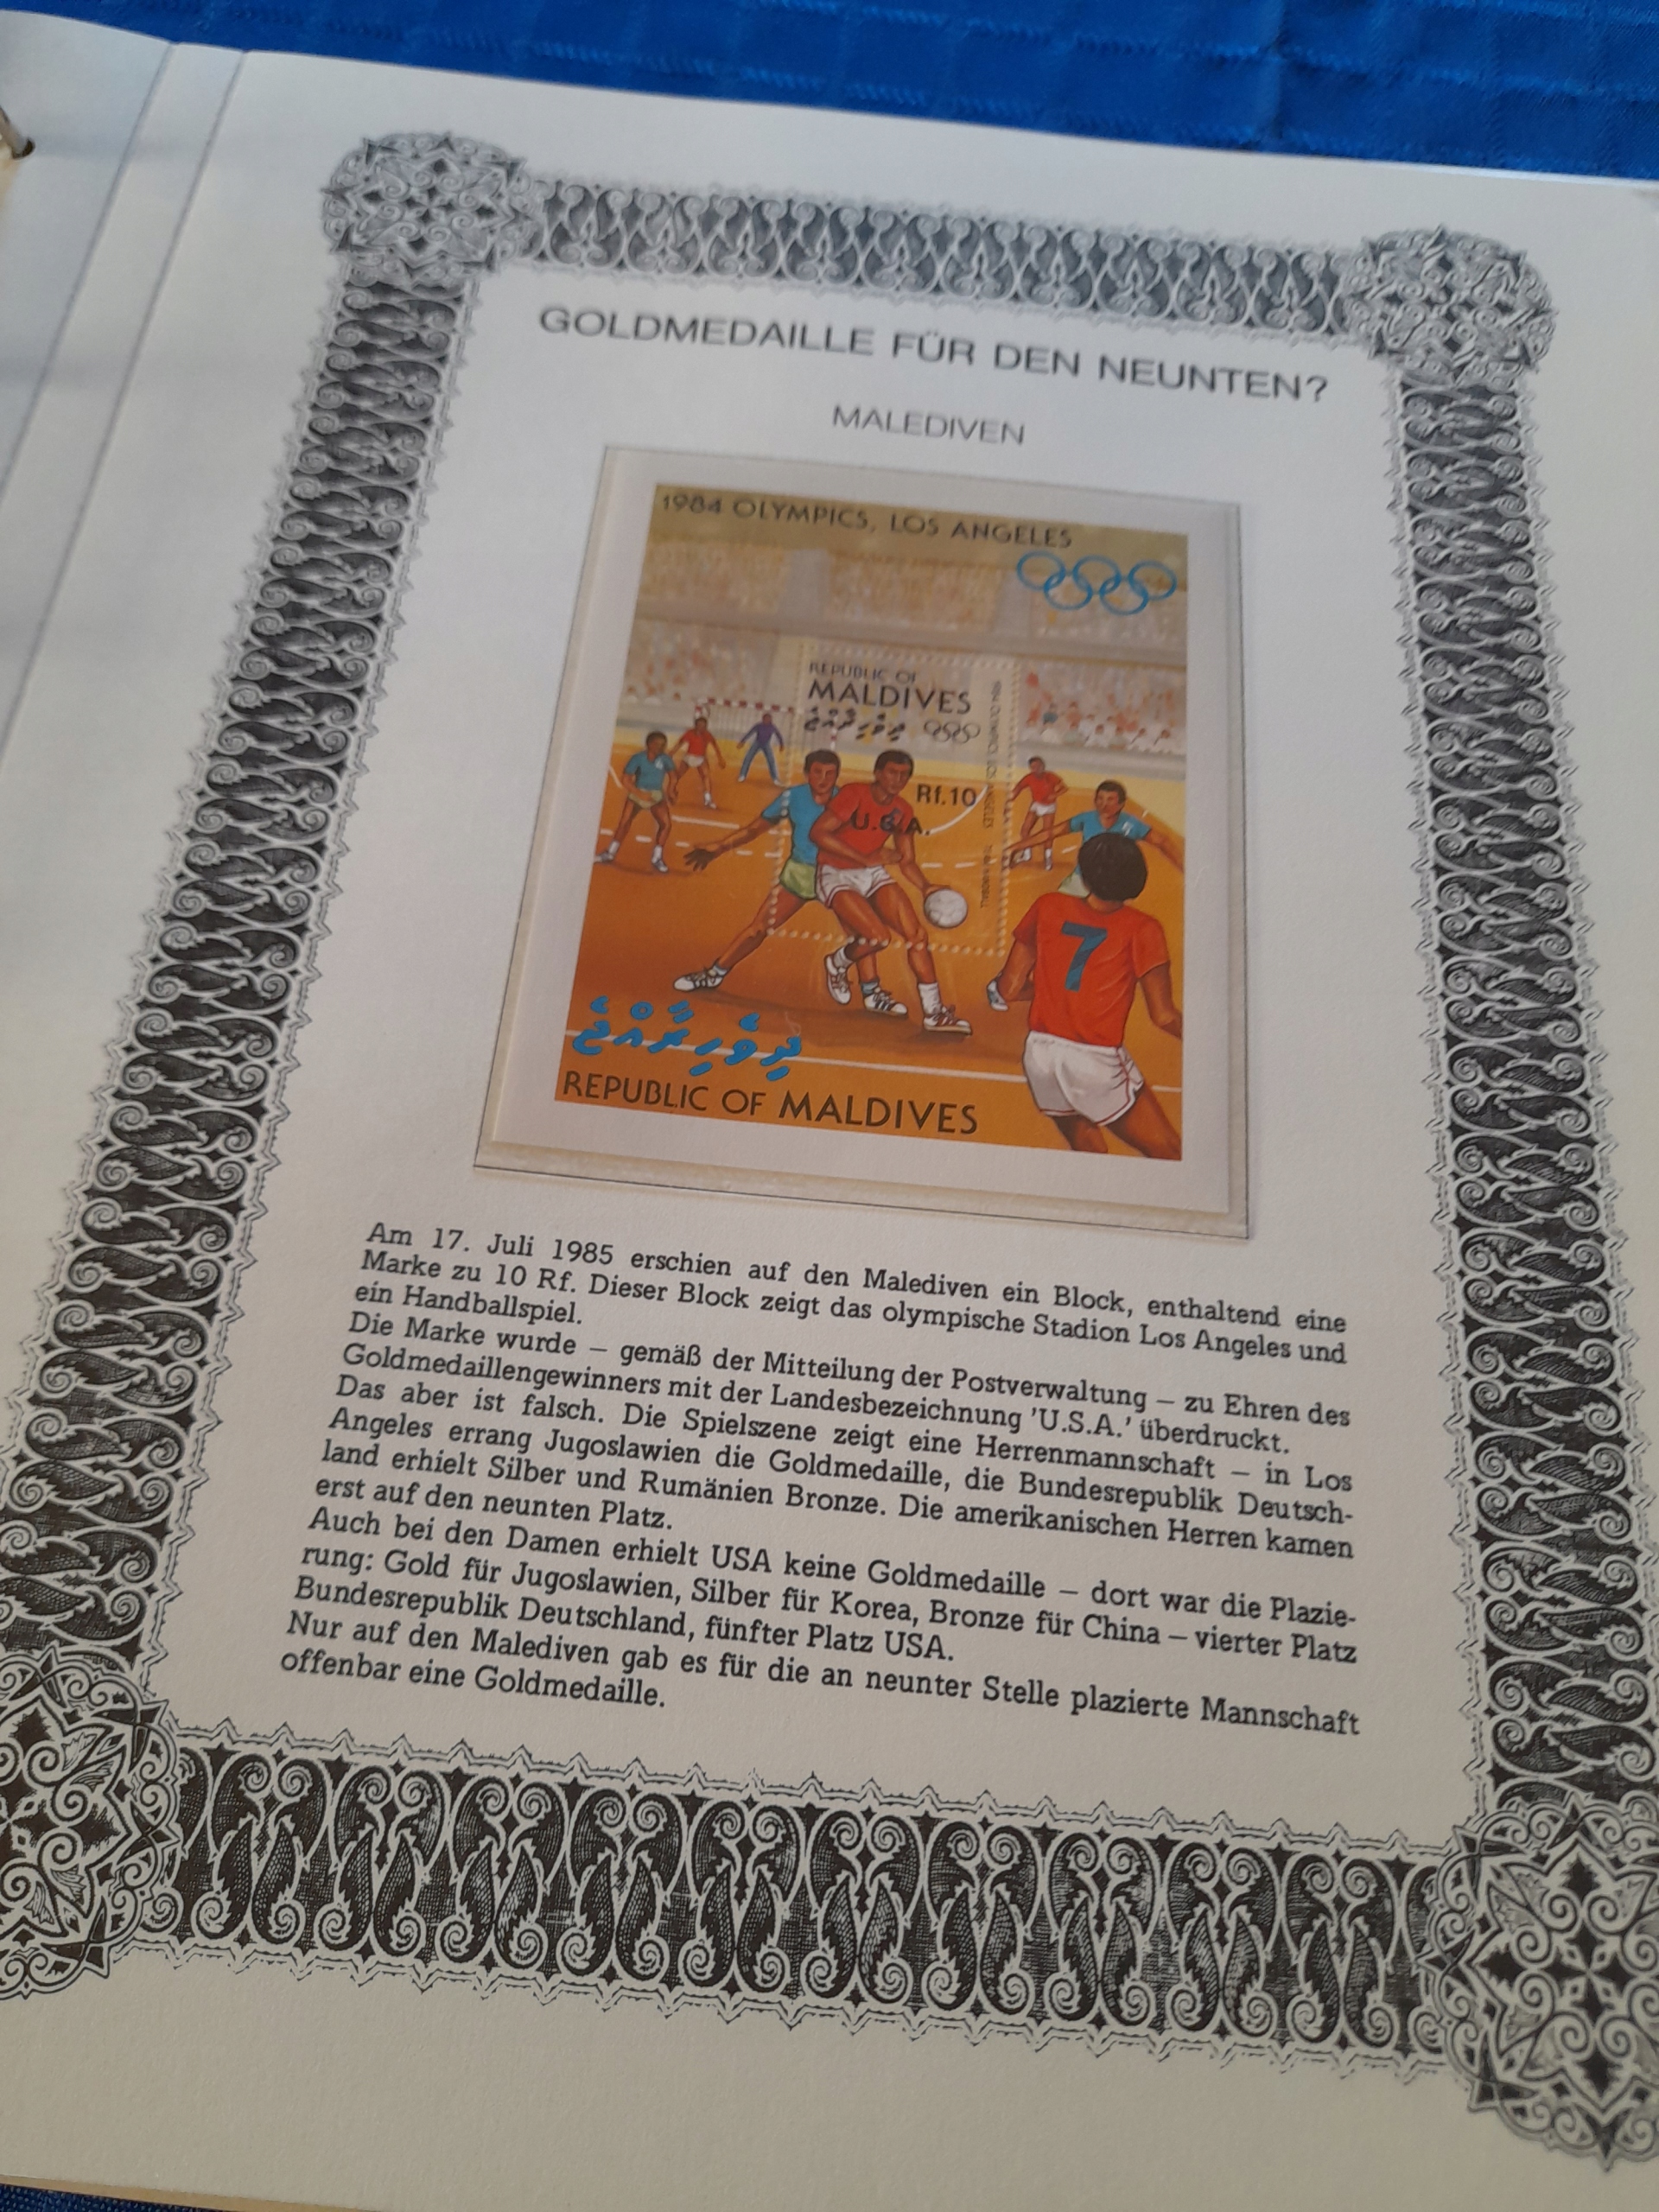 GOLDMEDAILLE FÜR DEN NEUNTEN?
MALEDIVEN
1984 OLYMPICS, LOS ANGELES
REPUBLIC OF
MALDIVES
Rf.10
U.S.A.
7
ދިވެހިރާއްޖެ
REPUBLIC OF MALDIVES
Am 17. Juli 1985 erschien auf den Malediven ein Block, enthaltend eine
Marke zu 10 Rf. Dieser Block zeigt das olympische Stadion Los Angeles und
ein Handballspiel.
Die Marke wurde – gemäß der Mitteilung der Postverwaltung – zu Ehren des
Goldmedaillengewinners mit der Landesbezeichnung 'U.S.A.' überdruckt.
Das aber ist falsch. Die Spielszene zeigt eine Herrenmannschaft – in Los
Angeles errang Jugoslawien die Goldmedaille, die Bundesrepublik Deutsch-
land erhielt Silber und Rumänien Bronze. Die amerikanischen Herren kamen
erst auf den neunten Platz.
Auch bei den Damen erhielt USA keine Goldmedaille – dort war die Plazie-
rung: Gold für Jugoslawien, Silber für Korea, Bronze für China – vierter Platz
Bundesrepublik Deutschland, fünfter Platz USA.
Nur auf den Malediven gab es für die an neunter Stelle plazierte Mannschaft
offenbar eine Goldmedaille.